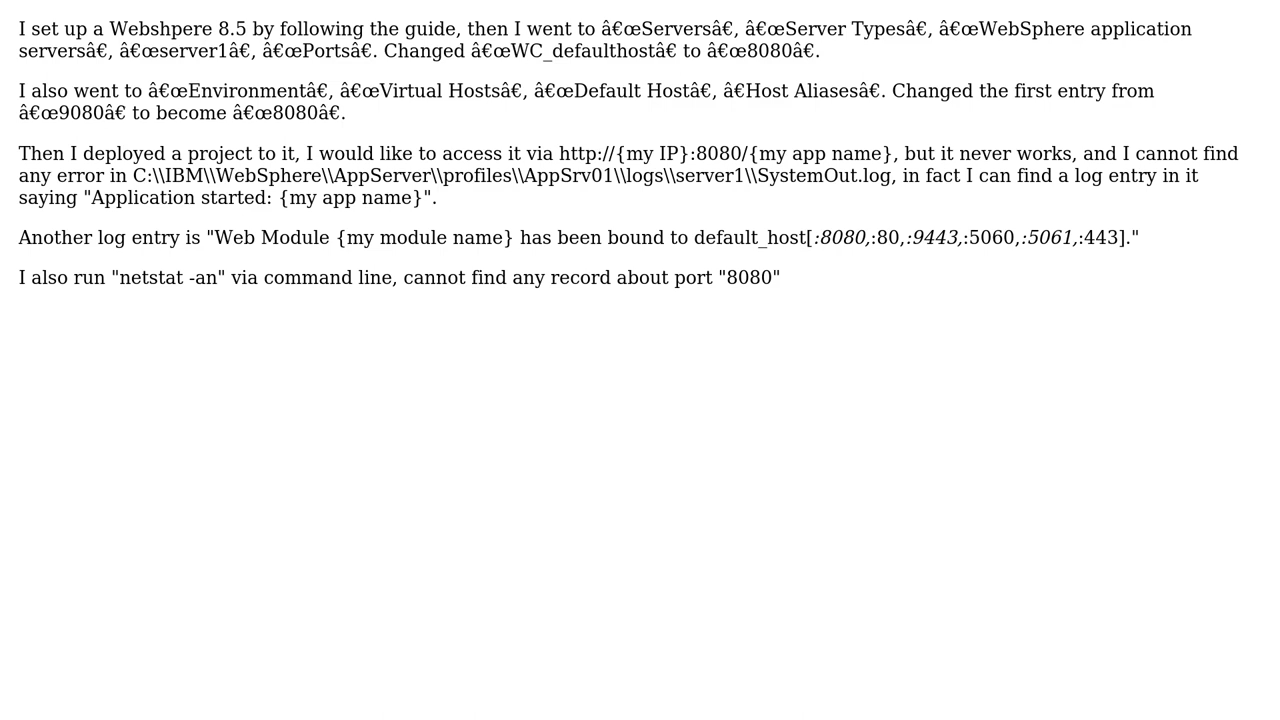 I set up a Webshpere 8.5 by following the guide, then I went to â€œServersâ€, â€œServer Typesâ€, â€œWebSphere application
serversâ€, â€œserver1â€, â€œPortsâ€. Changed â€œWC_defaulthostâ€ to â€œ8080â€.
I also went to â€œEnvironmentâ€, â€œVirtual Hostsâ€, â€œDefault Hostâ€, â€Host Aliasesâ€. Changed the first entry from
â€œ9080â€ to become â€œ8080â€.
Then I deployed a project to it, I would like to access it via http://{my IP}:8080/{my app name}, but it never works, and I cannot find
any error in C:\\IBM\\WebSphere\\AppServer\\profiles\\AppSrv01\\logs\\server1\\SystemOut.log, in fact I can find a log entry in it
saying "Application started: {my app name}".
Another log entry is "Web Module {my module name} has been bound to default_host[:8080,:80,:9443,:5060,:5061,:443]."
I also run "netstat -an" via command line, cannot find any record about port "8080"